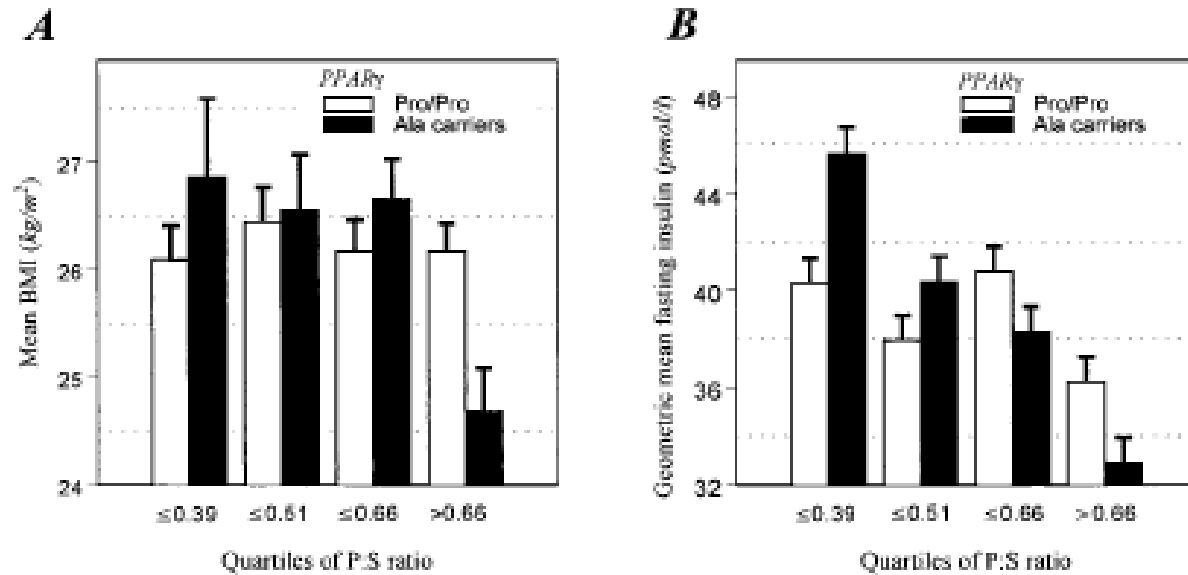 A
PPARγ
Pro/Pro
Ala carriers
Mean BMI (kg/m²)
27
26
25
24
≤0.39 ≤0.51 ≤0.66 >0.66
Quartiles of P:S ratio
B
PPARγ
Pro/Pro
Ala carriers
Geometric mean fasting insulin (pmol/l)
48
44
40
36
32
≤0.39 ≤0.51 ≤0.66 >0.66
Quartiles of P:S ratio